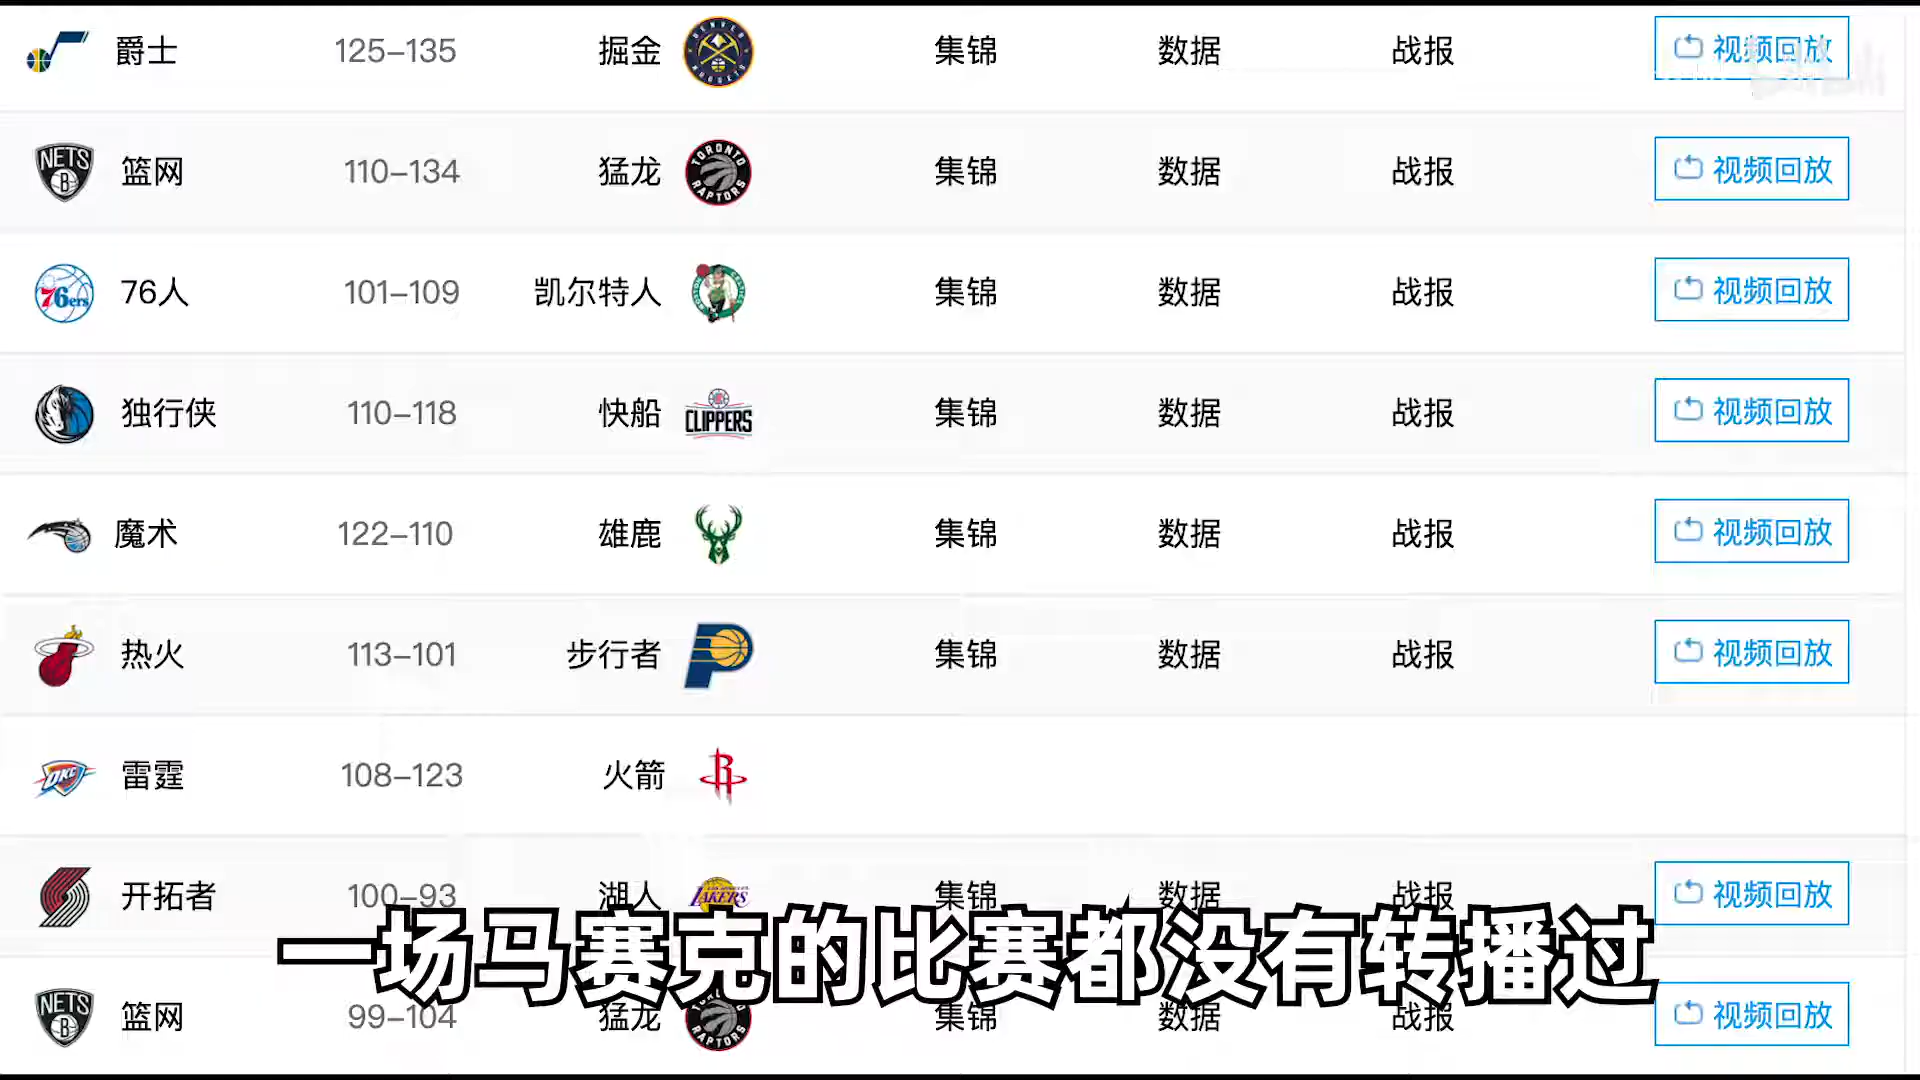 爵士 125–135 掘金 集锦 数据 战报 视频回放
篮网 110–134 猛龙 集锦 数据 战报 视频回放
76人 101–109 凯尔特人 集锦 数据 战报 视频回放
独行侠 110–118 快船 集锦 数据 战报 视频回放
魔术 122–110 雄鹿 集锦 数据 战报 视频回放
热火 113–101 步行者 集锦 数据 战报 视频回放
雷霆 108–123 火箭
开拓者 100–93 湖人 集锦 数据 战报 视频回放
一场马赛克的比赛都没有转播过
篮网 99–104 猛龙 集锦 数据 战报 视频回放